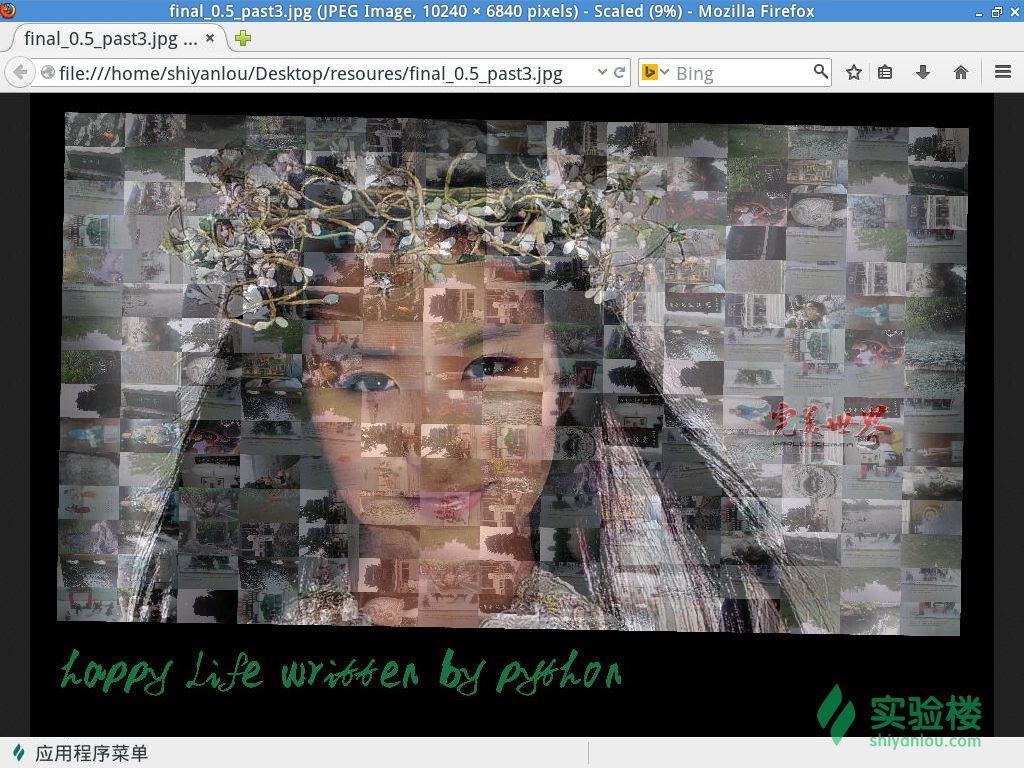 final_0.5_past3.jpg (JPEG Image, 10240 × 6840 pixels) - Scaled (9%) - Mozilla Firefox
final_0.5_past3.jpg ...
file:///home/shiyanlou/Desktop/resoures/final_0.5_past3.jpg
Bing
完美世界
happy life written by python
实验楼
shiyanlou.com
应用程序菜单